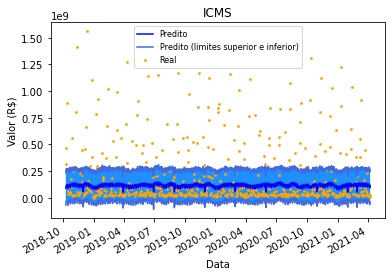 ICMS
1e9
Predito
Predito (limites superior e inferior)
Real
1.50
1.25
1.00
0.75
0.50
0.25
0.00
Valor (R$)
2018-10
2019-01
2019-04
2019-07
2019-10
2020-01
2020-04
2020-07
2020-10
2021-01
2021-04
Data